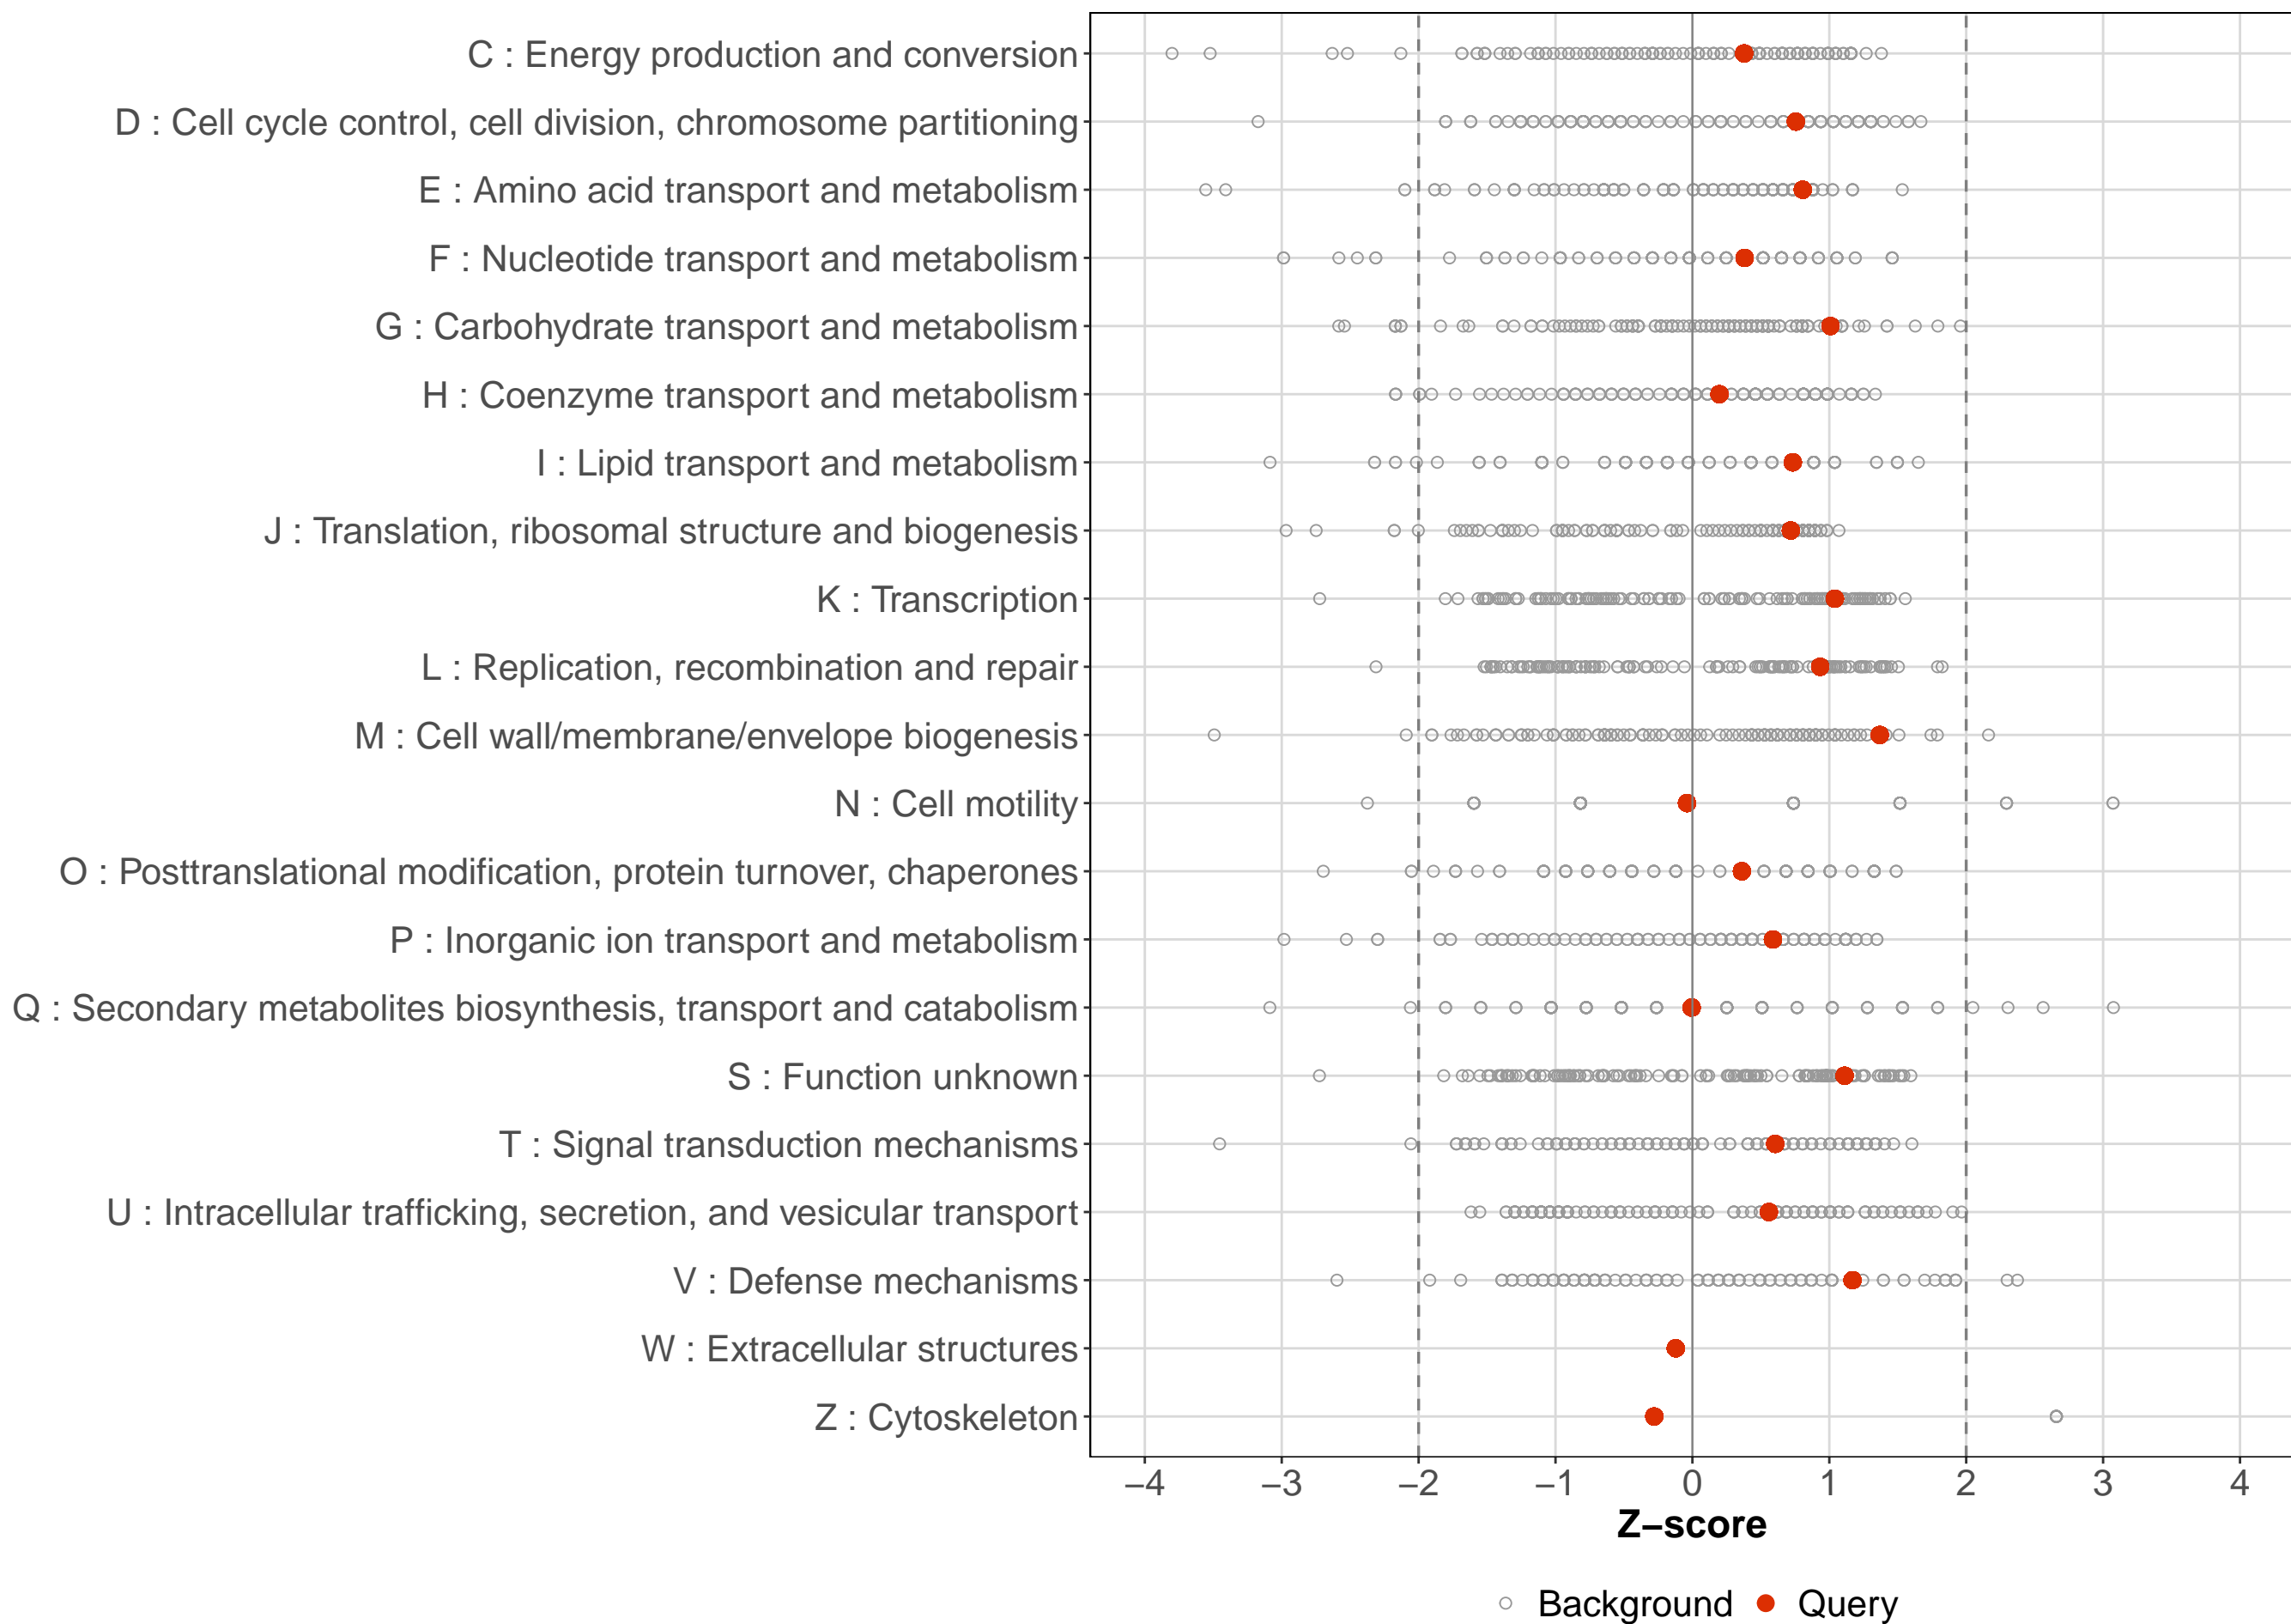 C : Energy production and conversion
D : Cell cycle control, cell division, chromosome partitioning
E : Amino acid transport and metabolism
F : Nucleotide transport and metabolism
G : Carbohydrate transport and metabolism
H : Coenzyme transport and metabolism
I : Lipid transport and metabolism
J : Translation, ribosomal structure and biogenesis
K : Transcription
L : Replication, recombination and repair
M : Cell wall/membrane/envelope biogenesis
N : Cell motility
O : Posttranslational modification, protein turnover, chaperones
P : Inorganic ion transport and metabolism
Q : Secondary metabolites biosynthesis, transport and catabolism
S : Function unknown
T : Signal transduction mechanisms
U : Intracellular trafficking, secretion, and vesicular transport
V : Defense mechanisms
W : Extracellular structures
Z : Cytoskeleton
−4 −3 −2 −1 0 1 2 3 4
Z−score
Background Query